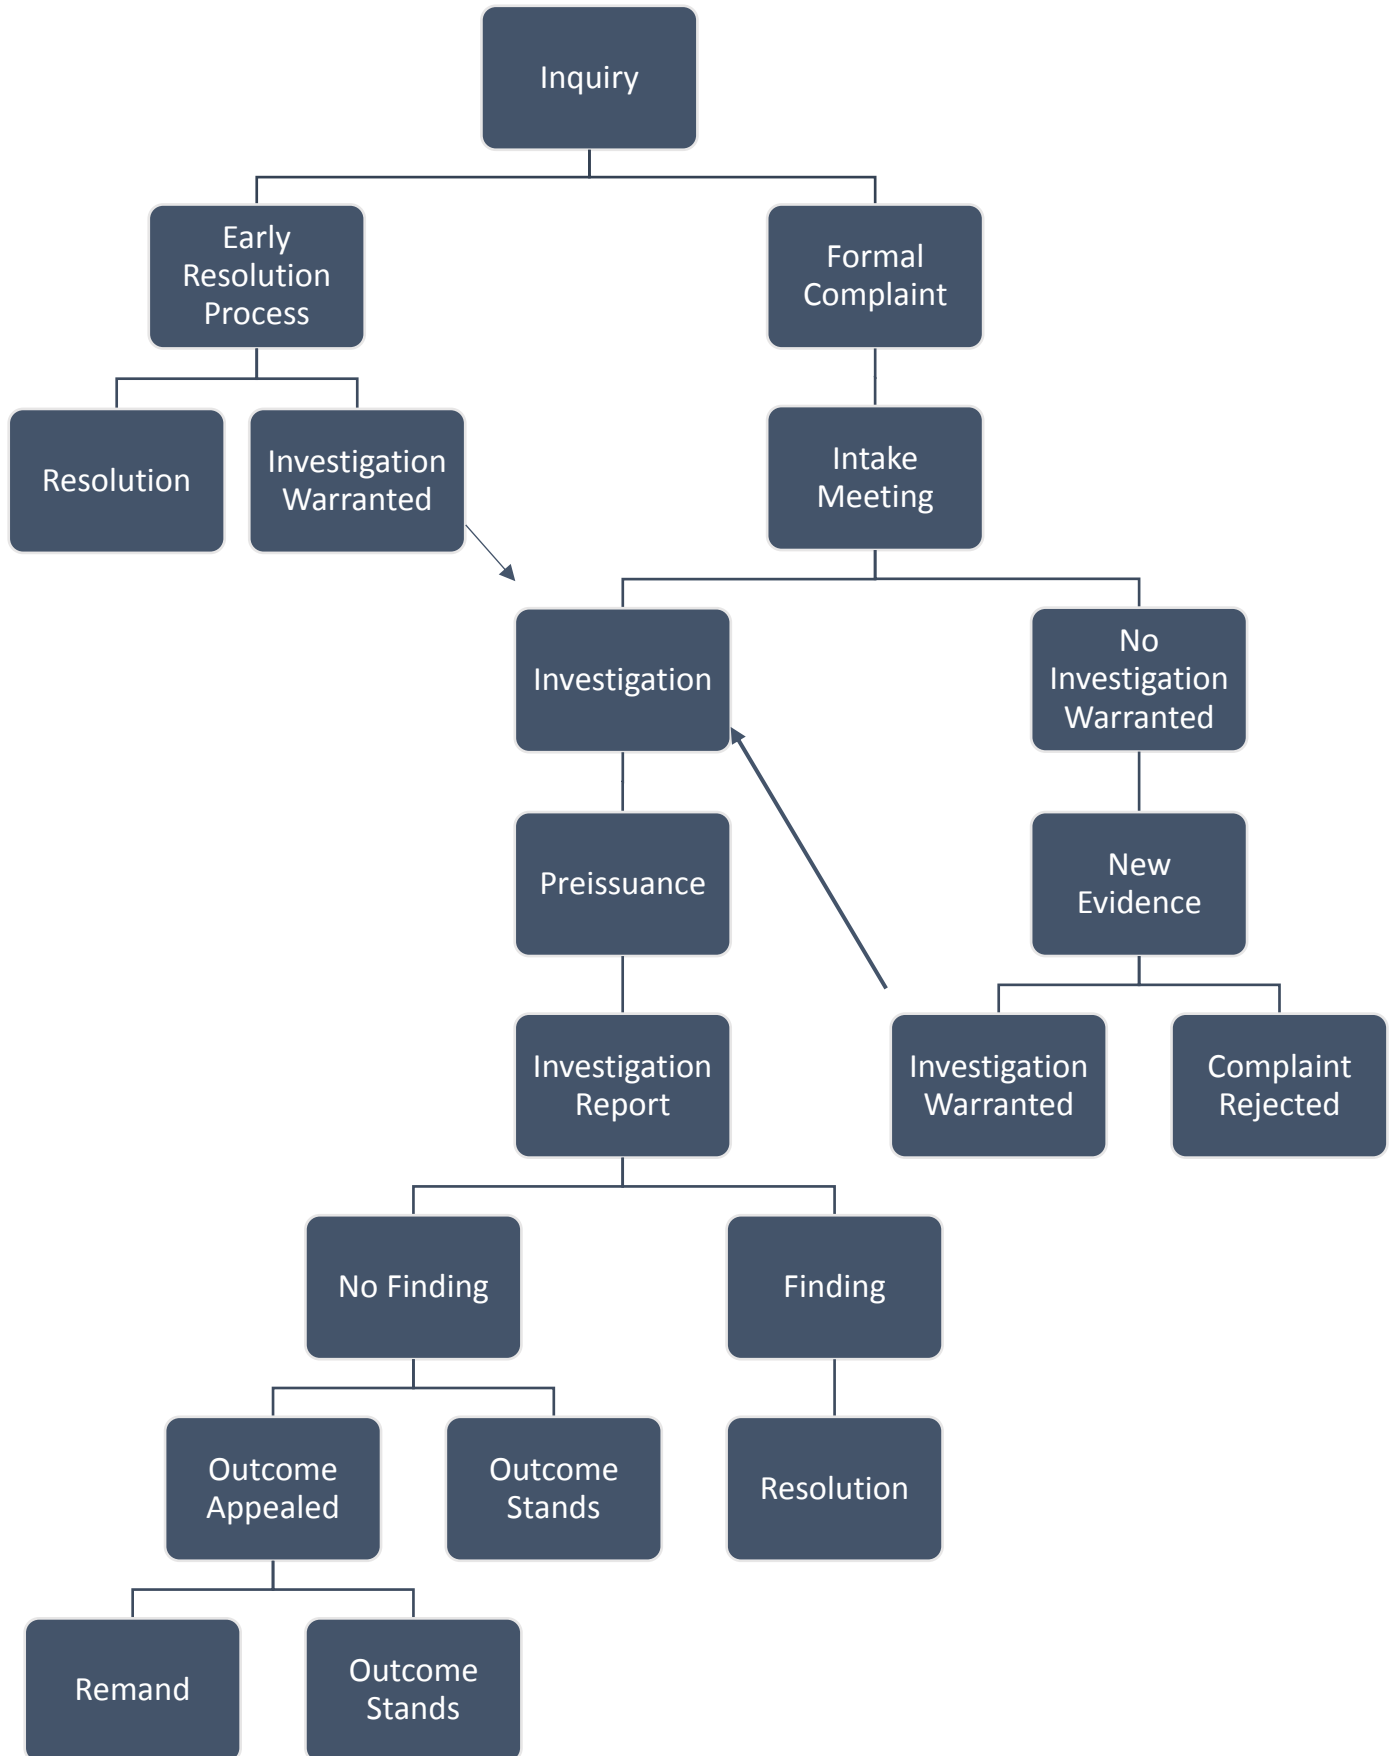 Inquiry
Early
Resolution
Process
Formal
Complaint
Resolution
Investigation
Warranted
Intake
Meeting
Investigation
No
Investigation
Warranted
Preissuance
New
Evidence
Investigation
Report
Investigation
Warranted
Complaint
Rejected
No Finding
Finding
Outcome
Appealed
Outcome
Stands
Resolution
Remand
Outcome
Stands